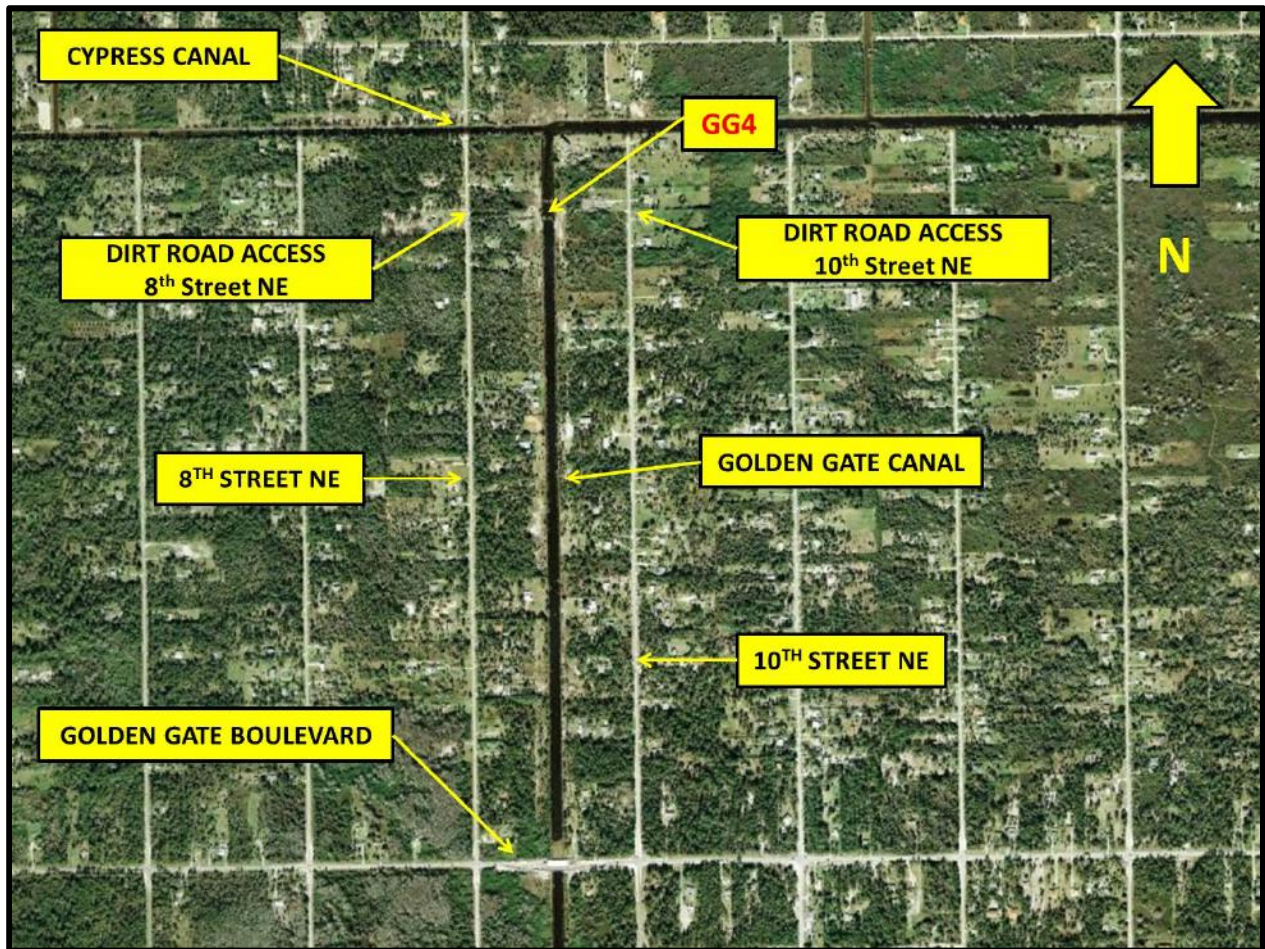 CYPRESS CANAL
GG4
DIRT ROAD ACCESS
8th Street NE
DIRT ROAD ACCESS
10th Street NE
N
8TH STREET NE
GOLDEN GATE CANAL
10TH STREET NE
GOLDEN GATE BOULEVARD